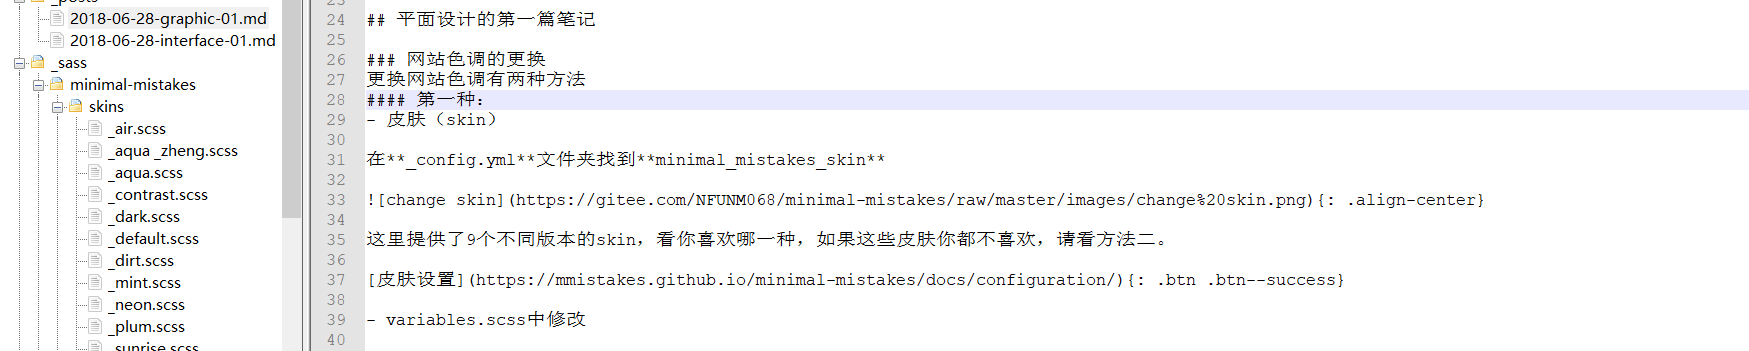 _posts
2018-06-28-graphic-01.md
2018-06-28-interface-01.md
_sass
minimal-mistakes
skins
_air.scss
_aqua _zheng.scss
_aqua.scss
_contrast.scss
_dark.scss
_default.scss
_dirt.scss
_mint.scss
_neon.scss
_plum.scss
_sunrise.scss
23
24 ## 平面设计的第一篇笔记
25
26 ### 网站色调的更换
27 更换网站色调有两种方法
28 #### 第一种：
29 - 皮肤（skin）
30
31 在**_config.yml**文件夹找到**minimal_mistakes_skin**
32
33 ![change skin](https://gitee.com/NFUNM068/minimal-mistakes/raw/master/images/change%20skin.png){: .align-center}
34
35 这里提供了9个不同版本的skin，看你喜欢哪一种，如果这些皮肤你都不喜欢，请看方法二。
36
37 [皮肤设置](https://mmistakes.github.io/minimal-mistakes/docs/configuration/){: .btn .btn--success}
38
39 - variables.scss中修改
40